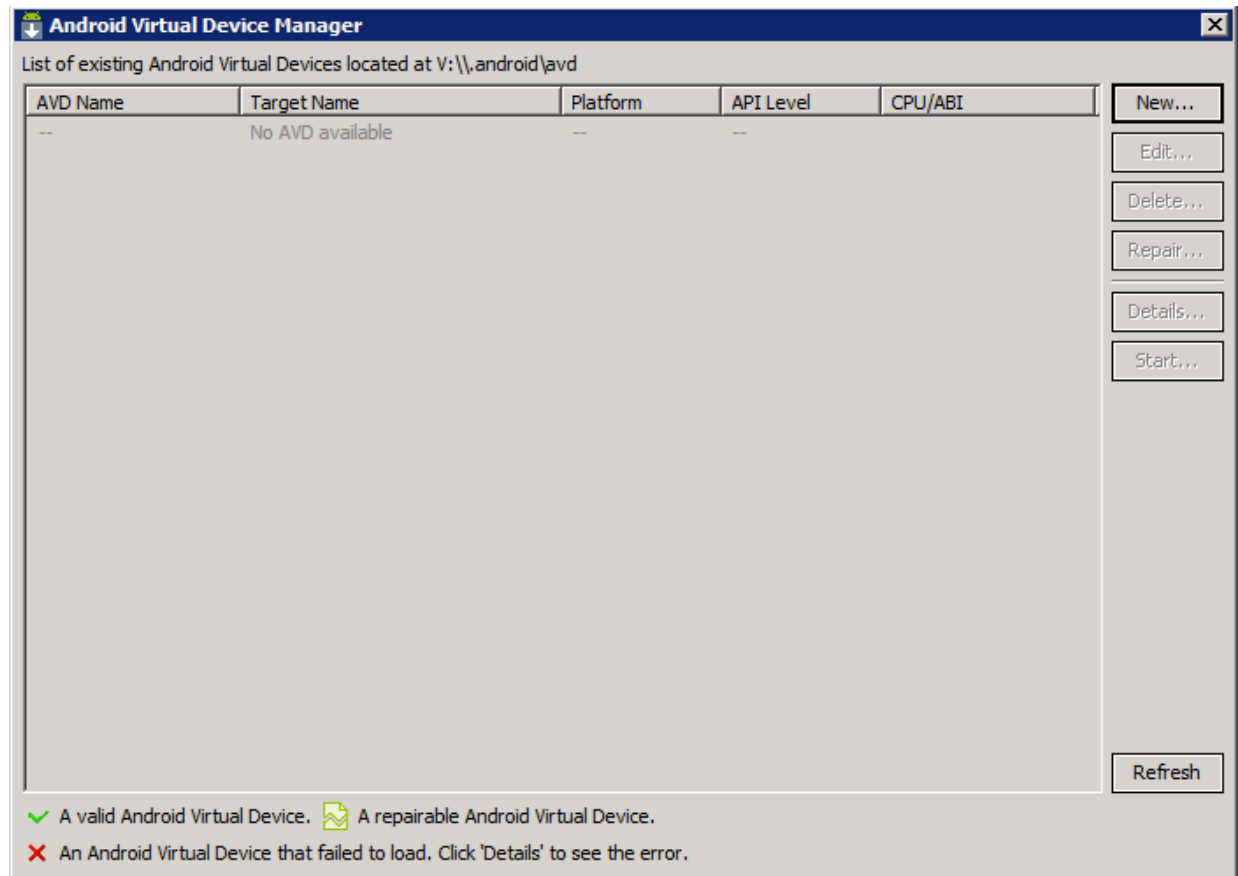 Android Virtual Device Manager
List of existing Android Virtual Devices located at V:\\.android\avd
AVD Name Target Name Platform API Level CPU/ABI
-- No AVD available -- --
New...
Edit...
Delete...
Repair...
Details...
Start...
Refresh
A valid Android Virtual Device. A repairable Android Virtual Device.
An Android Virtual Device that failed to load. Click 'Details' to see the error.